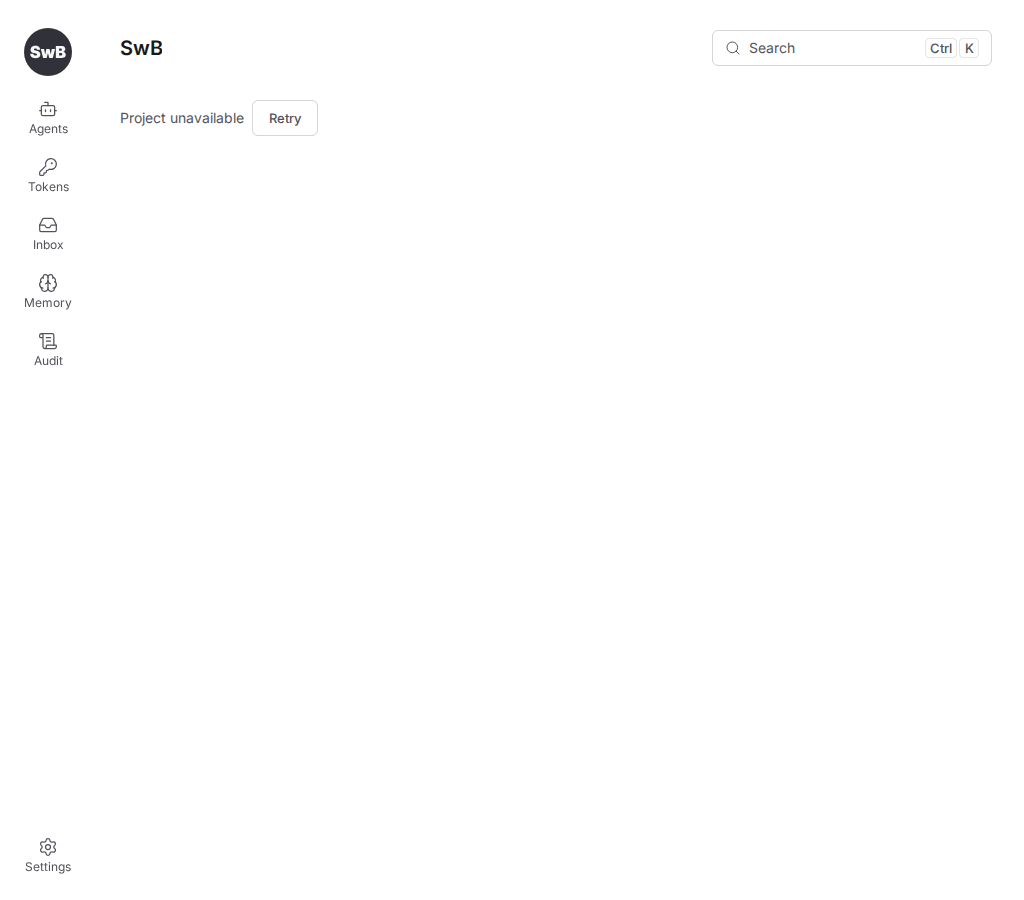 SwB
SwB
Search
Ctrl K
Agents
Project unavailable
Retry
Tokens
Inbox
Memory
Audit
Settings